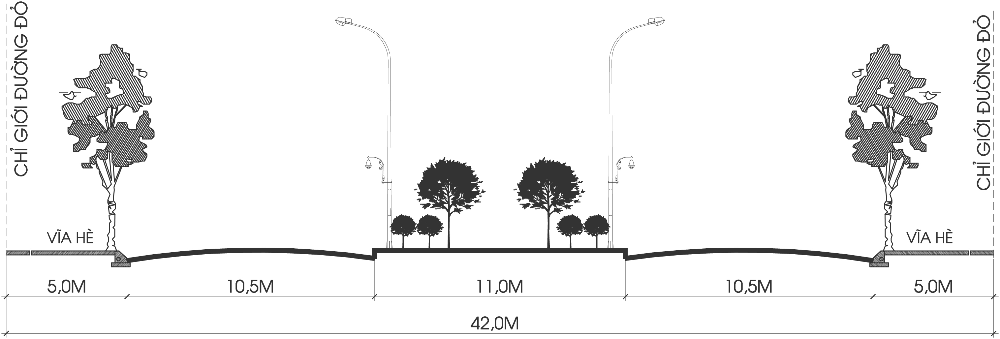 CHỈ GIỚI ĐƯỜNG ĐỎ
CHỈ GIỚI ĐƯỜNG ĐỎ
VĨA HÈ
VĨA HÈ
5,0M
10,5M
11,0M
10,5M
5,0M
42,0M